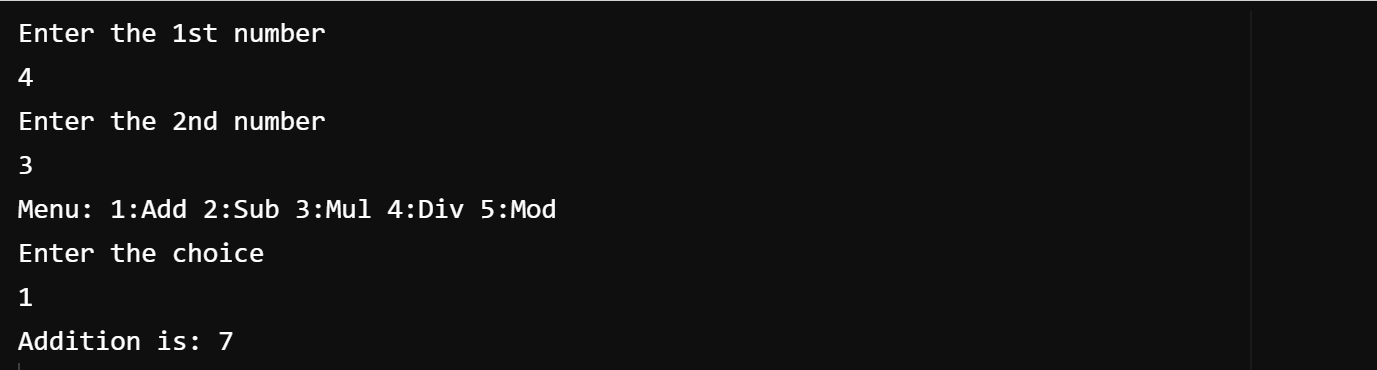 Enter the 1st number
4
Enter the 2nd number
3
Menu: 1:Add 2:Sub 3:Mul 4:Div 5:Mod
Enter the choice
1
Addition is: 7